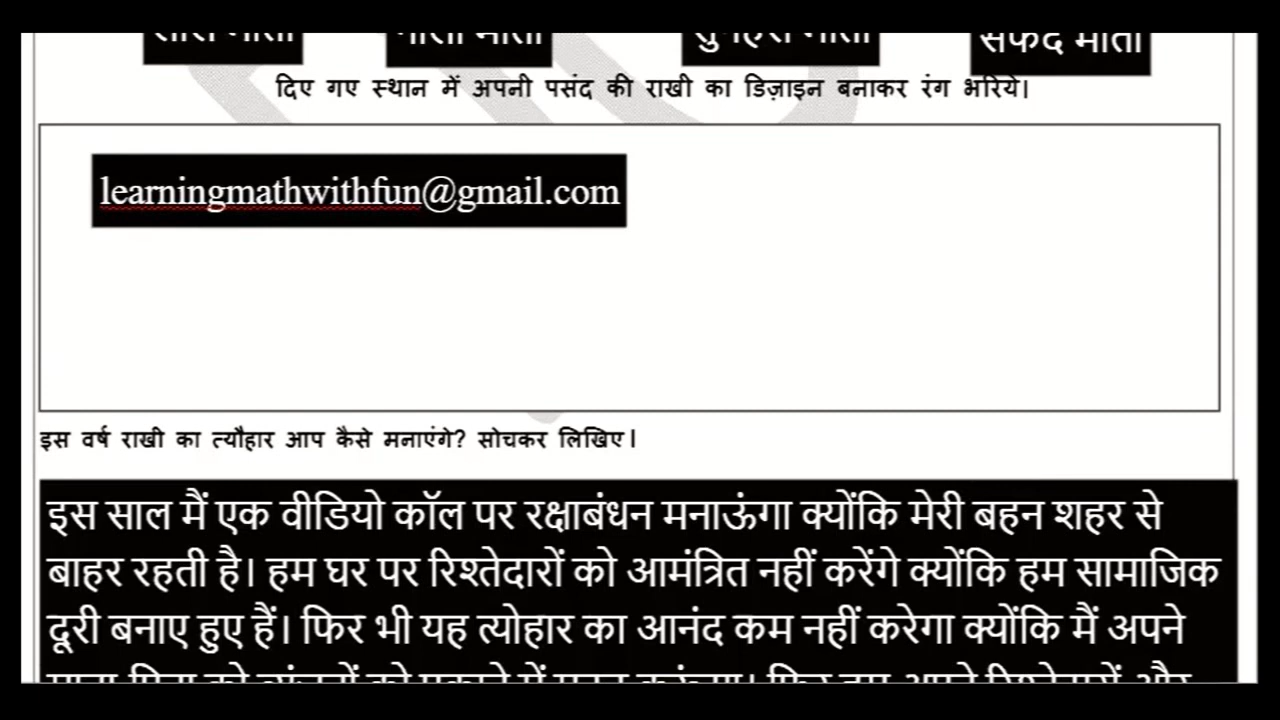 सफेद मोती
दिए गए स्थान में अपनी पसंद की राखी का डिज़ाइन बनाकर रंग भरिये।
learningmathwithfun@gmail.com
इस वर्ष राखी का त्यौहार आप कैसे मनाएंगे? सोचकर लिखिए।
इस साल मैं एक वीडियो कॉल पर रक्षाबंधन मनाऊंगा क्योंकि मेरी बहन शहर से
बाहर रहती है। हम घर पर रिश्तेदारों को आमंत्रित नहीं करेंगे क्योंकि हम सामाजिक
दूरी बनाए हुए हैं। फिर भी यह त्योहार का आनंद कम नहीं करेगा क्योंकि मैं अपने